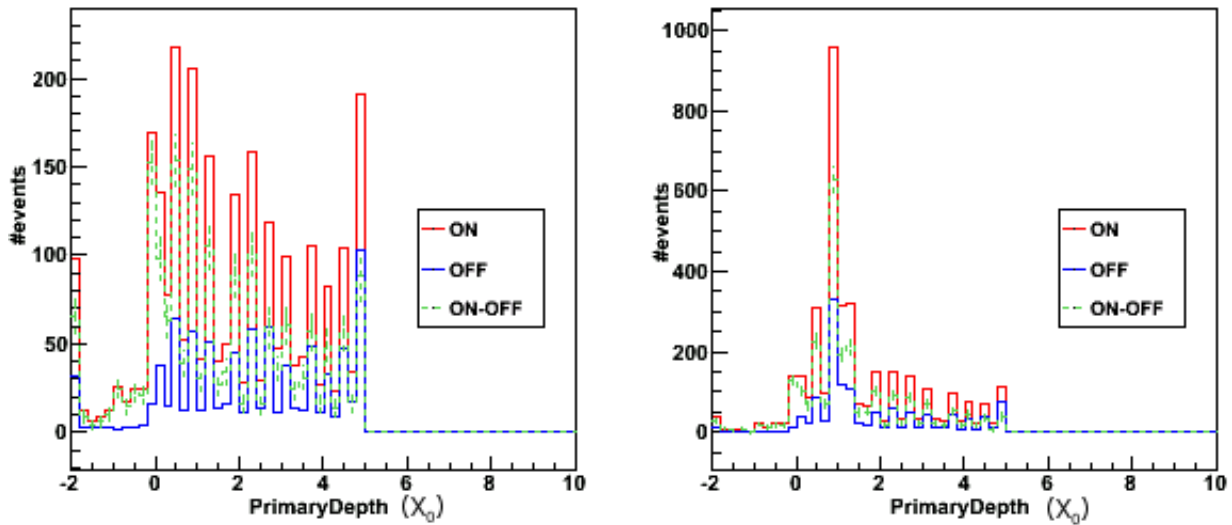 200
150
100
50
0
#events
ON
OFF
ON-OFF
-2 0 2 4 6 8 10
PrimaryDepth (X₀)
1000
800
600
400
200
0
#events
ON
OFF
ON-OFF
-2 0 2 4 6 8 10
PrimaryDepth (X₀)